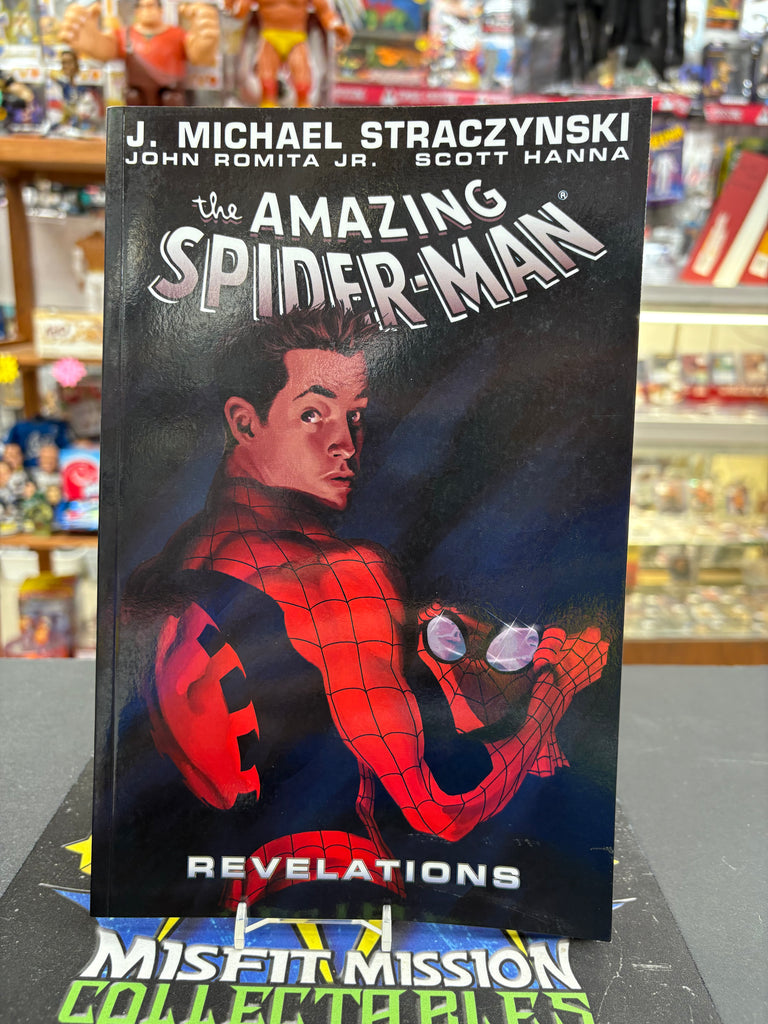 J. MICHAEL STRACZYNSKI
JOHN ROMITA JR. SCOTT HANNA
the AMAZING
SPIDER-MAN®
REVELATIONS
MISFIT MISSION
COLLECTABLES